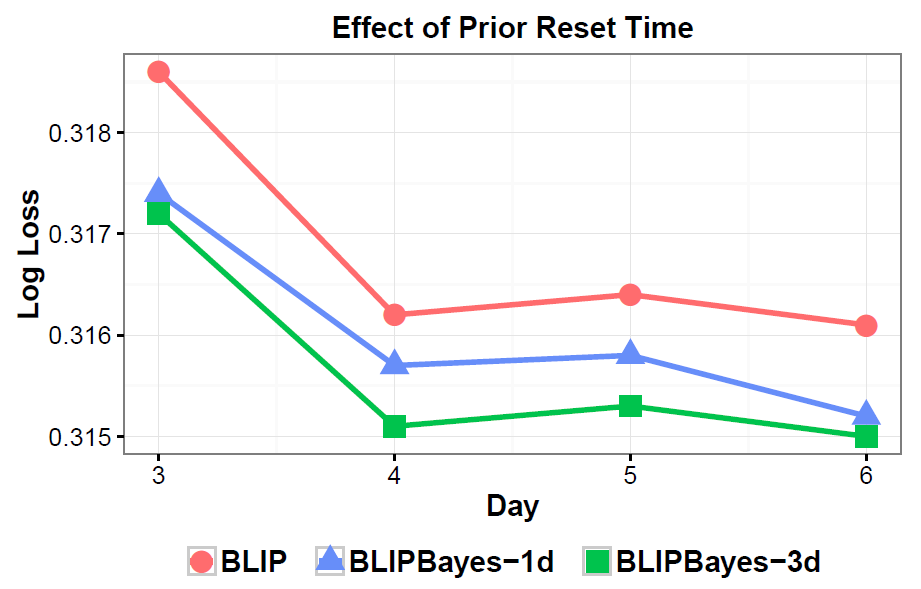 Effect of Prior Reset Time
Log Loss
0.318
0.317
0.316
0.315
3 4 5 6
Day
BLIP BLIPBayes−1d BLIPBayes−3d